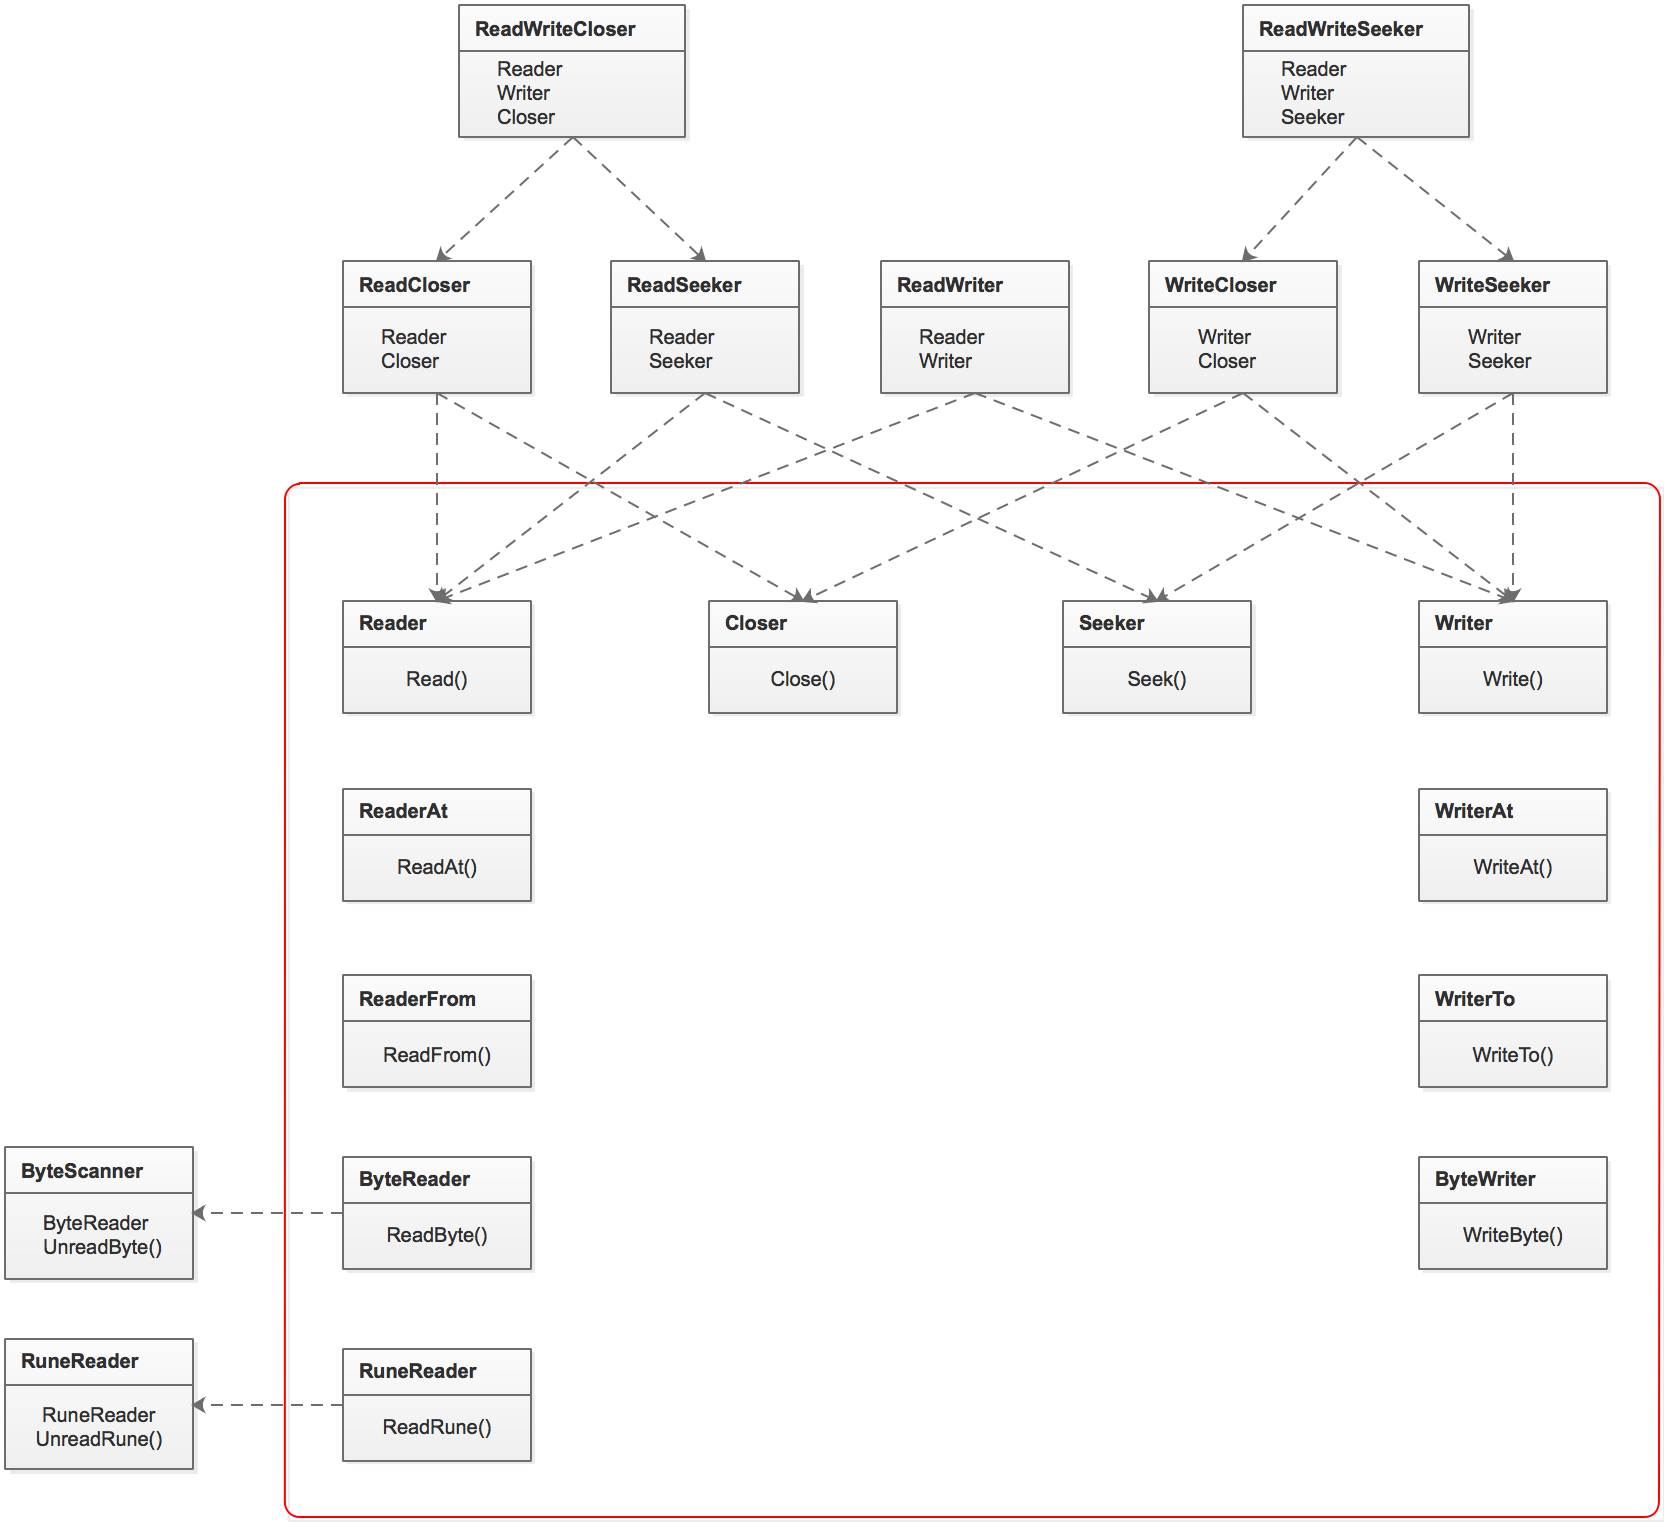 ReadWriteCloser
Reader
Writer
Closer
ReadWriteSeeker
Reader
Writer
Seeker
ReadCloser
Reader
Closer
ReadSeeker
Reader
Seeker
ReadWriter
Reader
Writer
WriteCloser
Writer
Closer
WriteSeeker
Writer
Seeker
Reader
Read()
Closer
Close()
Seeker
Seek()
Writer
Write()
ReaderAt
ReadAt()
WriterAt
WriteAt()
ReaderFrom
ReadFrom()
WriterTo
WriteTo()
ByteScanner
ByteReader
UnreadByte()
ByteReader
ReadByte()
ByteWriter
WriteByte()
RuneReader
RuneReader
UnreadRune()
RuneReader
ReadRune()